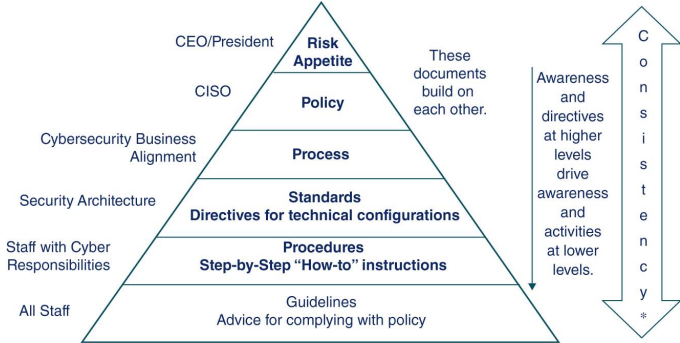 CEO/President
Risk
Appetite
CISO
Policy
Cybersecurity Business
Alignment
Process
Security Architecture
Standards
Directives for technical configurations
Staff with Cyber
Responsibilities
Procedures
Step-by-Step “How-to” instructions
All Staff
Guidelines
Advice for complying with policy
These
documents
build on
each other.
Awareness
and
directives
at higher
levels
drive
awareness
and
activities
at lower
levels.
C
o
n
s
i
s
t
e
n
c
y
*